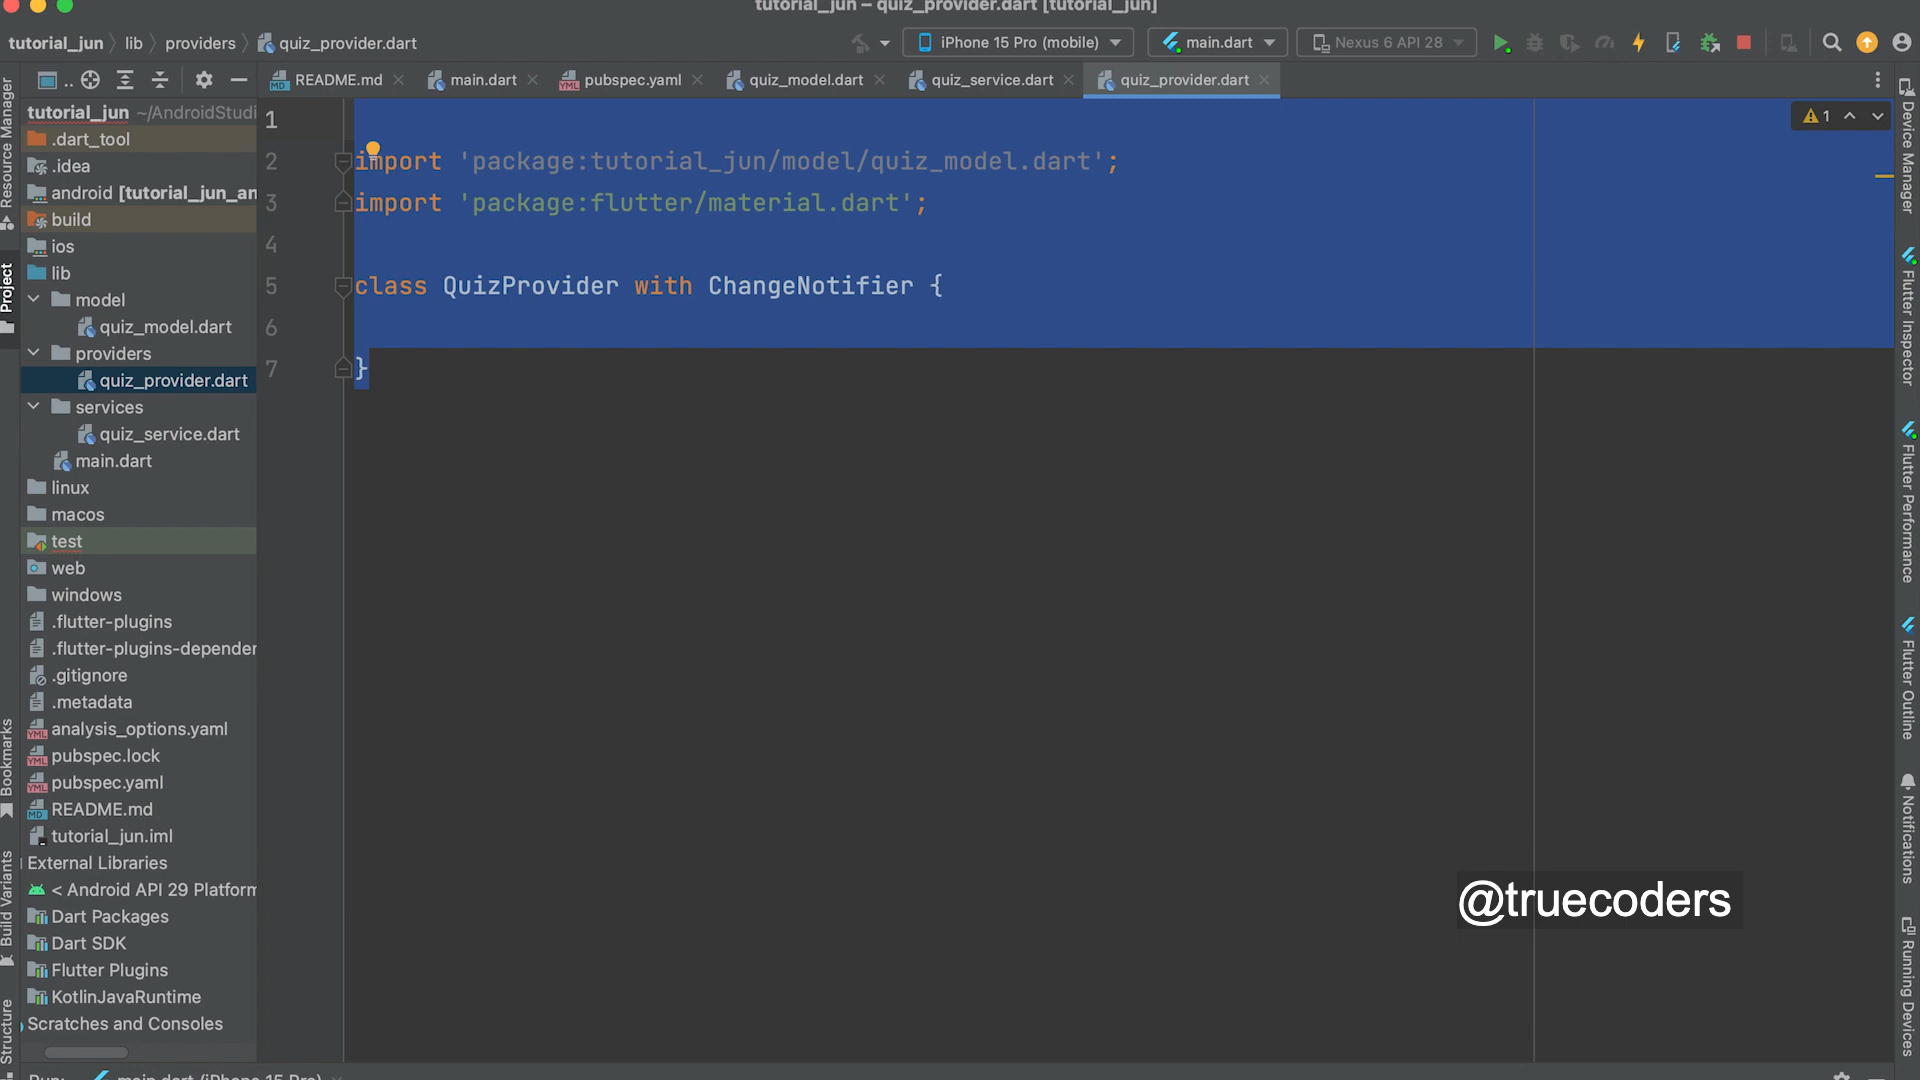 tutorial_jun – quiz_provider.dart [tutorial_jun]
tutorial_jun lib providers quiz_provider.dart
iPhone 15 Pro (mobile) main.dart Nexus 6 API 28
README.md main.dart pubspec.yaml quiz_model.dart quiz_service.dart quiz_provider.dart
Resource Manager
Project
Bookmarks
Build Variants
Structure
tutorial_jun ~/AndroidStudi
.dart_tool
.idea
android [tutorial_jun_an
build
ios
lib
model
quiz_model.dart
providers
quiz_provider.dart
services
quiz_service.dart
main.dart
linux
macos
test
web
windows
.flutter-plugins
.flutter-plugins-depender
.gitignore
.metadata
analysis_options.yaml
pubspec.lock
pubspec.yaml
README.md
tutorial_jun.iml
External Libraries
< Android API 29 Platform
Dart Packages
Dart SDK
Flutter Plugins
KotlinJavaRuntime
Scratches and Consoles
1
2 import 'package:tutorial_jun/model/quiz_model.dart';
3 import 'package:flutter/material.dart';
4
5 class QuizProvider with ChangeNotifier {
6
7 }
1
@truecoders
Device Manager
Flutter Inspector
Flutter Performance
Flutter Outline
Notifications
Running Devices
Run: main.dart (iPhone 15 Pro)